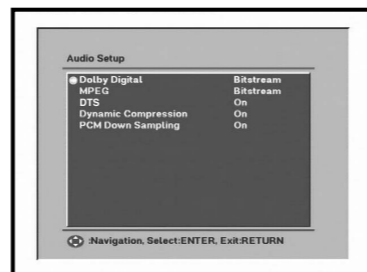 Audio Setup
Dolby Digital Bitstream
MPEG Bitstream
DTS On
Dynamic Compression On
PCM Down Sampling On
:Navigation, Select:ENTER, Exit:RETURN